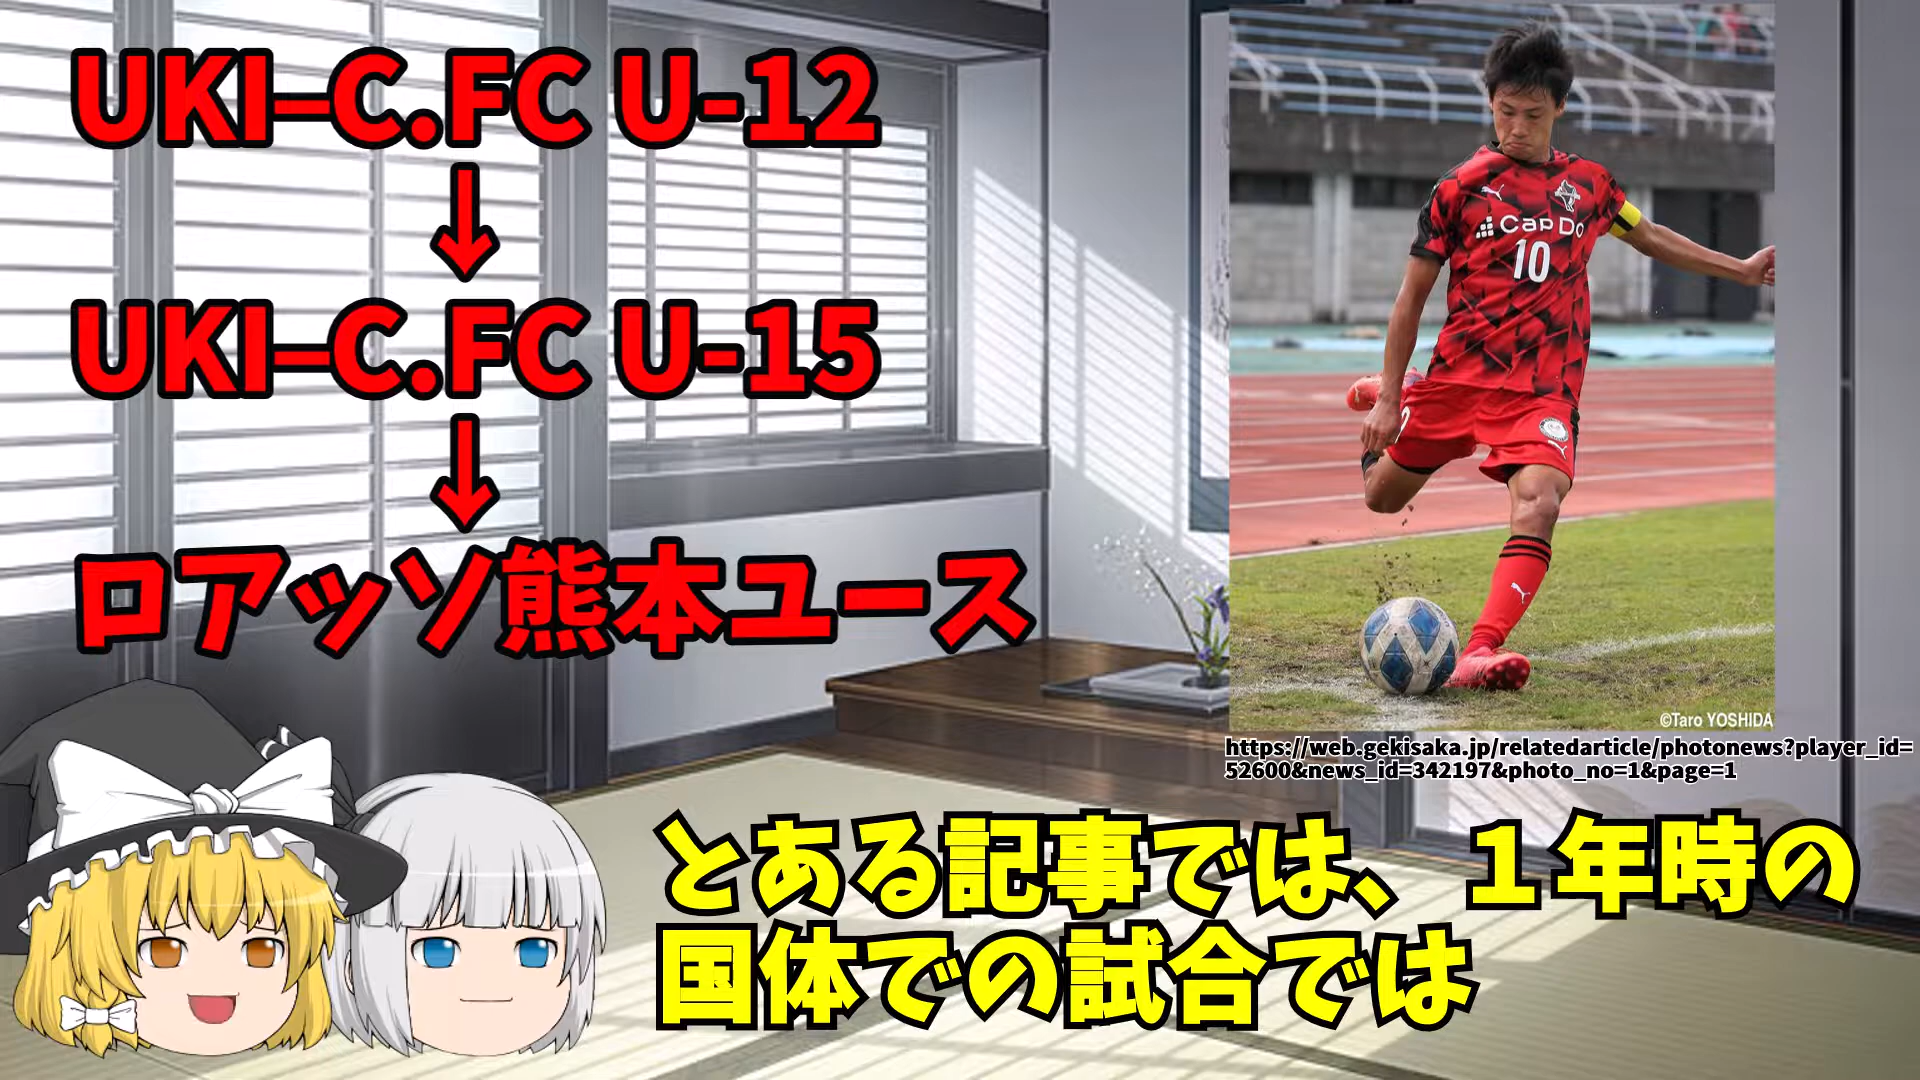 UKI–C.FC U-12
↓
UKI–C.FC U-15
↓
ロアッソ熊本ユース
Cap Do
10
©Taro YOSHIDA
https://web.gekisaka.jp/relatedarticle/photonews?player_id=
52600&news_id=342197&photo_no=1&page=1
とある記事では、１年時の
国体での試合では